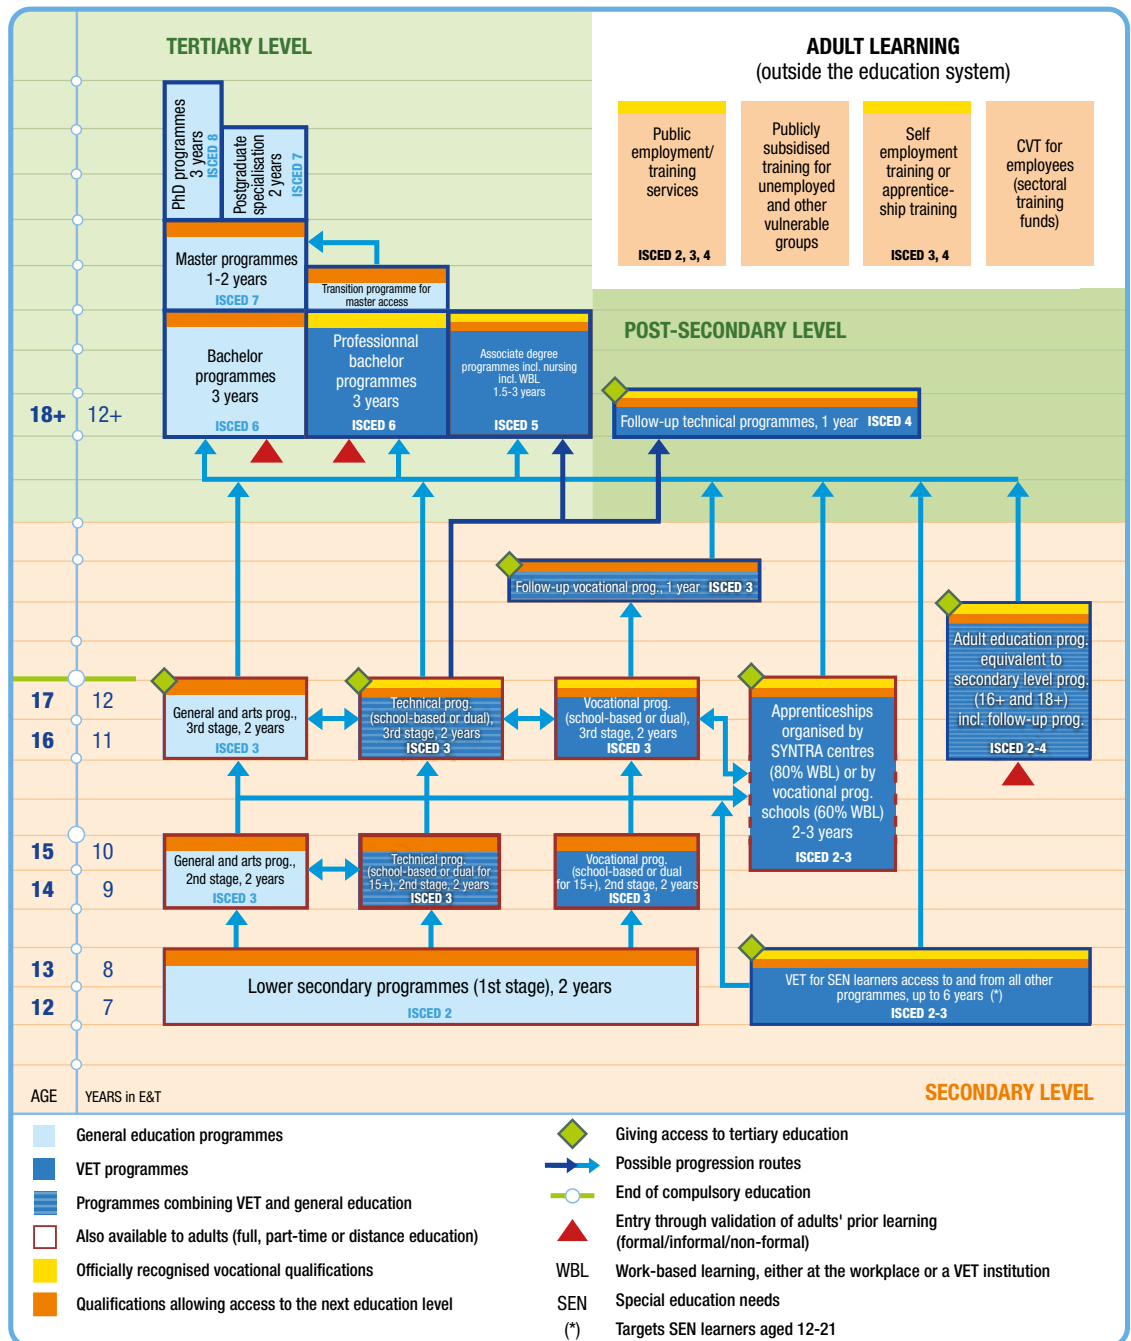 TERTIARY LEVEL
ADULT LEARNING
(outside the education system)
Public
employment/
training
services
ISCED 2, 3, 4
Publicly
subsidised
training for
unemployed
and other
vulnerable
groups
Self
employment
training or
apprentice-
ship training
ISCED 3, 4
CVT for
employees
(sectoral
training
funds)
PhD programmes
3 years
ISCED 8
Postgraduate
specialisation
2 years
ISCED 7
Master programmes
1-2 years
ISCED 7
Transition programme for
master access
POST-SECONDARY LEVEL
Bachelor
programmes
3 years
ISCED 6
Professionnal
bachelor
programmes
3 years
ISCED 6
Associate degree
programmes incl. nursing
incl. WBL
1.5-3 years
ISCED 5
18+ 12+
Follow-up technical programmes, 1 year ISCED 4
Follow-up vocational prog., 1 year ISCED 3
Adult education prog.
equivalent to
secondary level prog.
(16+ and 18+)
incl. follow-up prog.
ISCED 2-4
17 12
16 11
General and arts prog.,
3rd stage, 2 years
ISCED 3
Technical prog.
(school-based or dual),
3rd stage, 2 years
ISCED 3
Vocational prog.
(school-based or dual),
3rd stage, 2 years
ISCED 3
Apprenticeships
organised by
SYNTRA centres
(80% WBL) or by
vocational prog.
schools (60% WBL)
2-3 years
ISCED 2-3
15 10
14 9
General and arts prog.,
2nd stage, 2 years
ISCED 3
Technical prog.
(school-based or dual for
15+), 2nd stage, 2 years
ISCED 3
Vocational prog.
(school-based or dual
for 15+), 2nd stage, 2 years
ISCED 3
13 8
12 7
Lower secondary programmes (1st stage), 2 years
ISCED 2
VET for SEN learners access to and from all other
programmes, up to 6 years (*)
ISCED 2-3
AGE YEARS in E&T
SECONDARY LEVEL
General education programmes
VET programmes
Programmes combining VET and general education
Also available to adults (full, part-time or distance education)
Officially recognised vocational qualifications
Qualifications allowing access to the next education level
Giving access to tertiary education
Possible progression routes
End of compulsory education
Entry through validation of adults' prior learning
(formal/informal/non-formal)
WBL Work-based learning, either at the workplace or a VET institution
SEN Special education needs
(*) Targets SEN learners aged 12-21